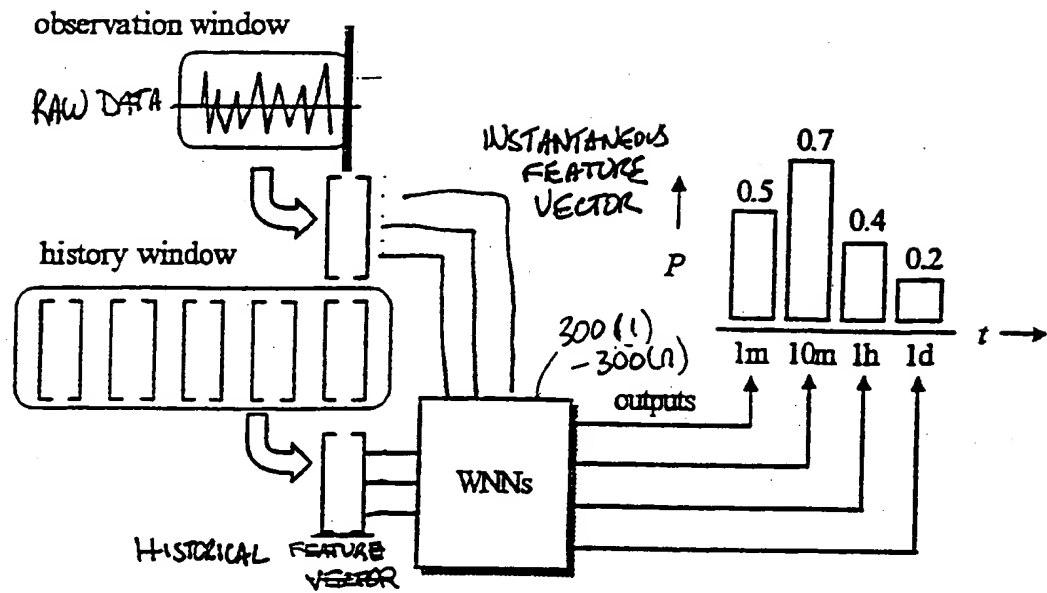 observation window
RAW DATA
INSTANTANEOUS
FEATURE
VECTOR
P
0.5
0.7
0.4
0.2
1m 10m 1h 1d
t
history window
300(1)
-300(n)
outputs
WNNs
HISTORICAL FEATURE
VECTOR